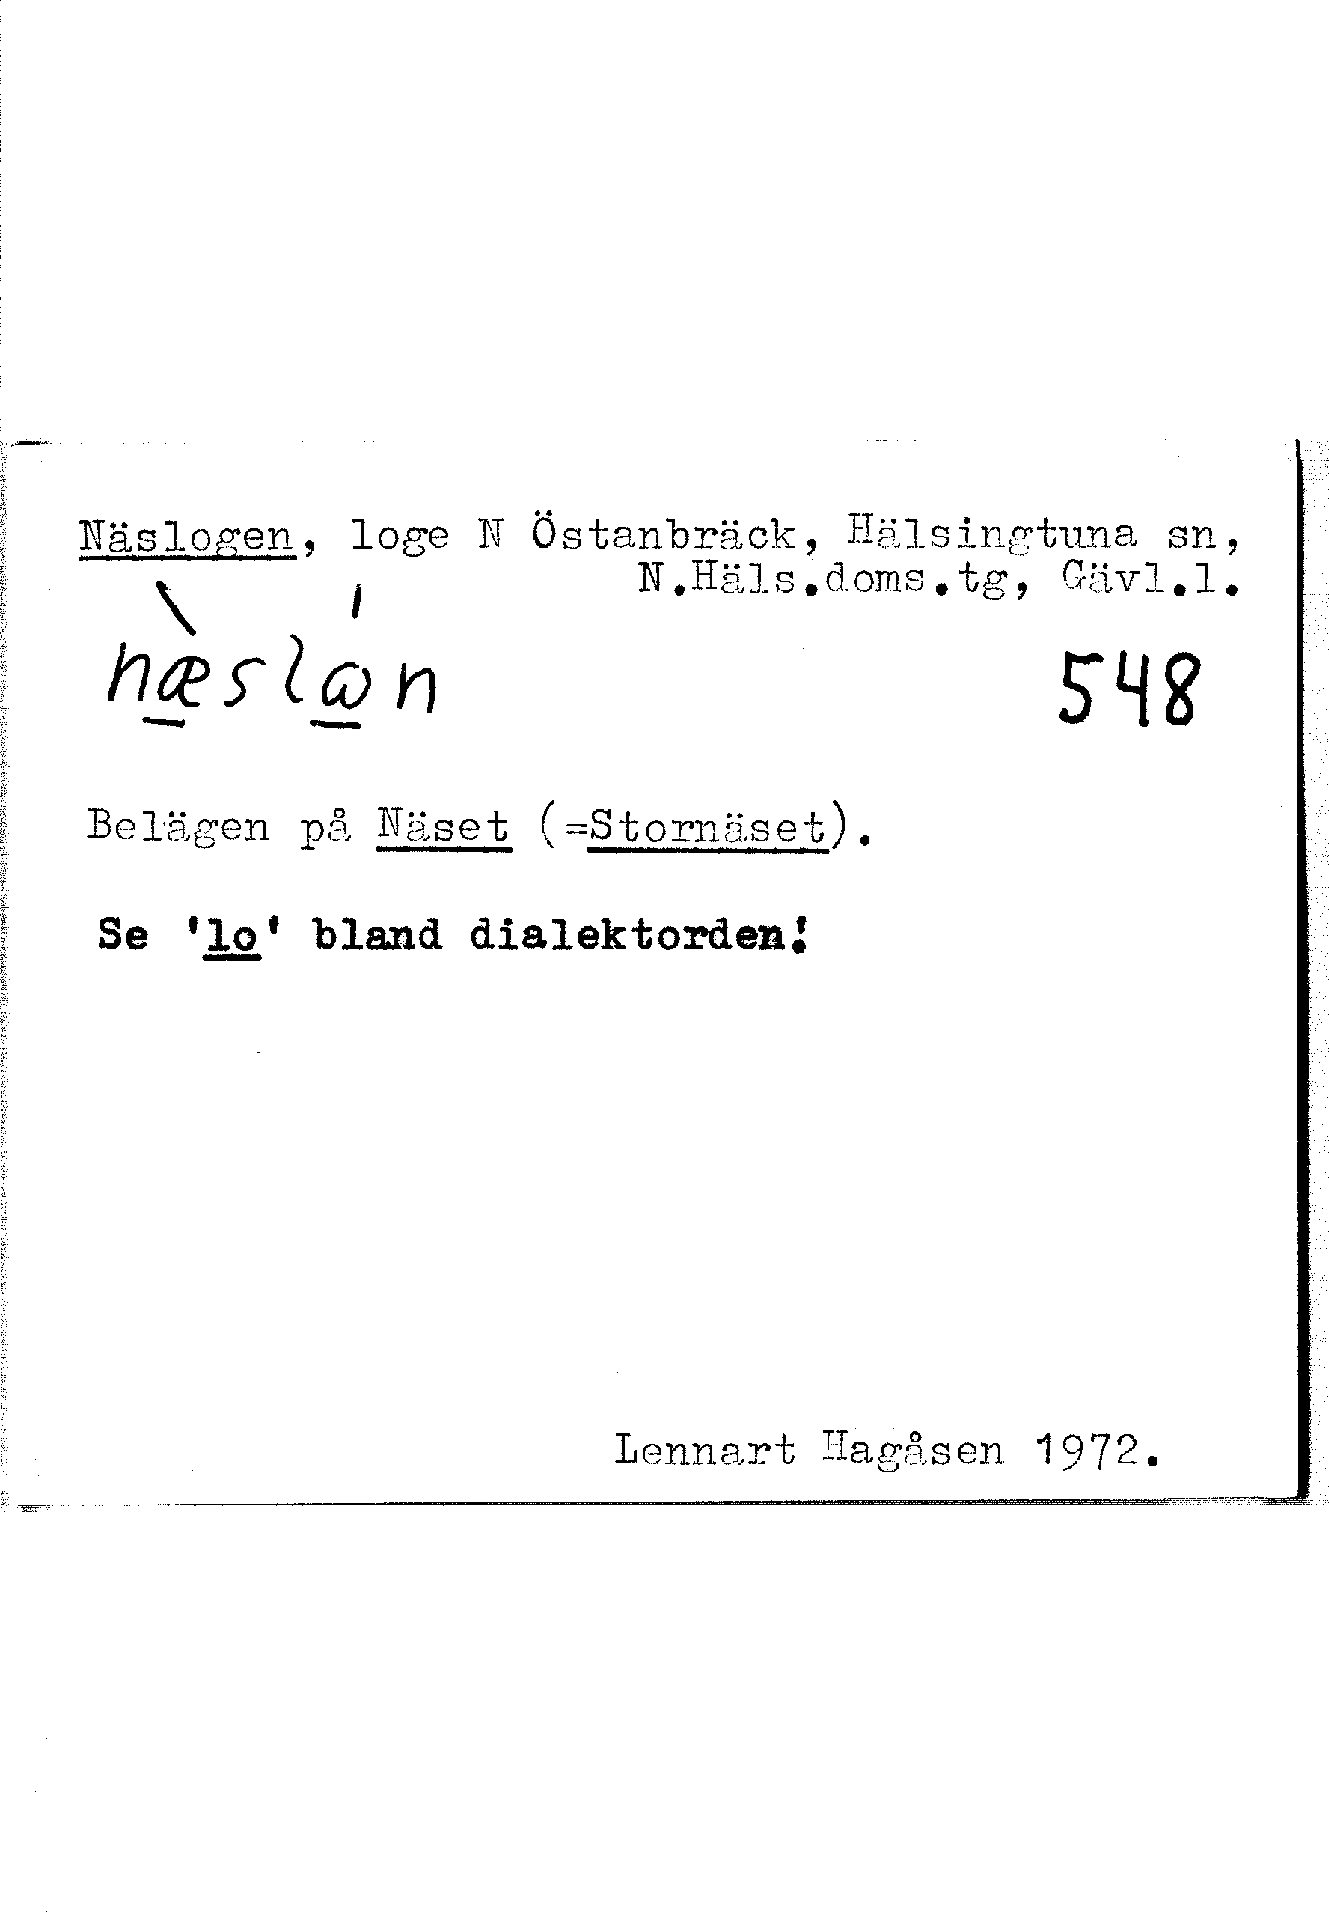 Näslogen, loge N Östanbräck, Hälsingtuna sn,
N.Häls.doms.tg, Gävl.l.
næslɷn
548
Belägen på Näset (=Stornäset).
Se 'lo' bland dialektorden!
Lennart Hagåsen 1972.